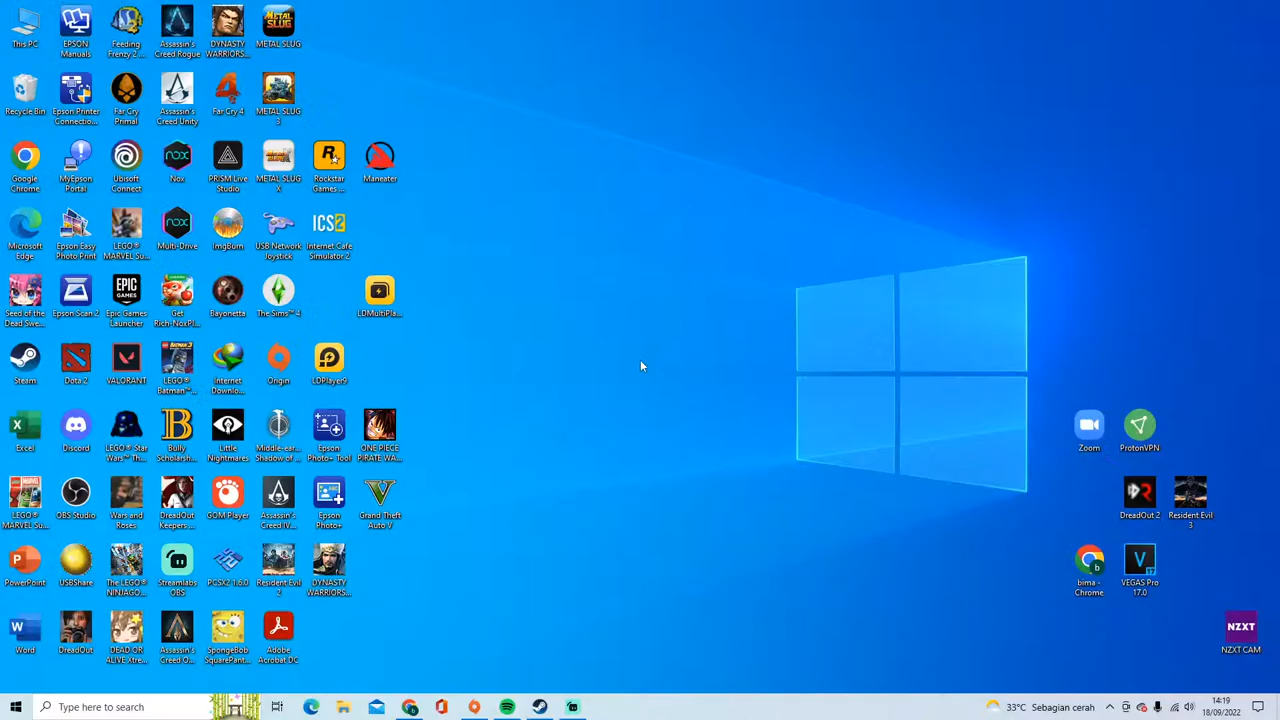 This PC
EPSON Manuals
Feeding Frenzy 2 ...
Assassin's Creed Rogue
DYNASTY WARRIORS...
METAL SLUG
Recycle Bin
Epson Printer Connectio...
Far Cry Primal
Assassin's Creed Unity
Far Cry 4
METAL SLUG 3
Google Chrome
MyEpson Portal
Ubisoft Connect
Nox
PRISM Live Studio
METAL SLUG X
Rockstar Games ...
Maneater
Microsoft Edge
Epson Easy Photo Print
LEGO® MARVEL Su...
Multi-Drive
ImgBurn
USB Network Joystick
ICS2
Internet Cafe Simulator 2
Seed of the Dead Swe...
Epson Scan 2
EPIC GAMES
Epic Games Launcher
Get Rich-NoxPl...
Bayonetta
The Sims™ 4
LDMultiPla...
Steam
Dota 2
VALORANT
LEGO® Batman™...
Internet Downlo...
Origin
LDPlayer9
Excel
Discord
LEGO® Star Wars™ Th...
Bully Scholarsh...
Little Nightmares
Middle-ear... Shadow of ...
Epson Photo+ Tool
ONE PIECE PIRATE WA...
Zoom
ProtonVPN
LEGO® MARVEL Su...
OBS Studio
Wars and Roses
DreadOut Keepers ...
GOM Player
Assassin's Creed IV...
Epson Photo+
Grand Theft Auto V
DreadOut 2
Resident Evil 3
PowerPoint
USBShare
The LEGO® NINJAGO...
Streamlabs OBS
PCSX2 1.6.0
Resident Evil 2
DYNASTY WARRIORS...
bima - Chrome
VEGAS Pro 17.0
Word
DreadOut
DEAD OR ALIVE Xtre...
Assassin's Creed O...
SpongeBob SquarePant...
Adobe Acrobat DC
NZXT
NZXT CAM
Type here to search
33°C Sebagian cerah
14:19
18/09/2022